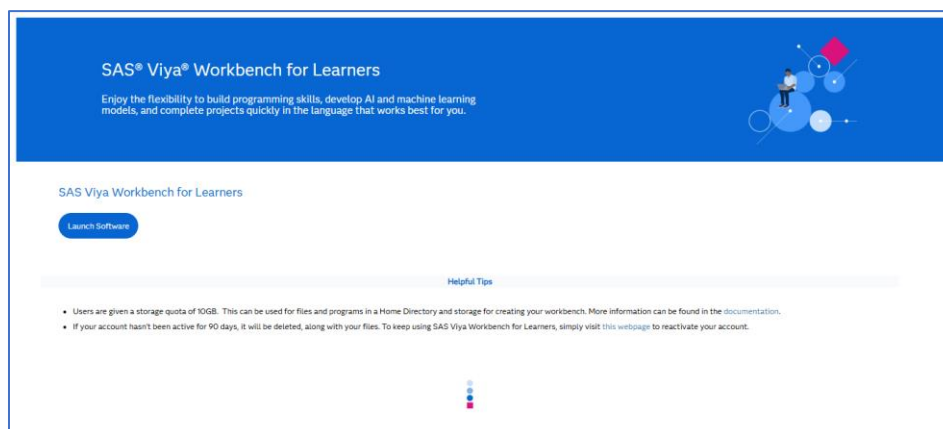 SAS® Viya® Workbench for Learners
Enjoy the flexibility to build programming skills, develop AI and machine learning
models, and complete projects quickly in the language that works best for you.
SAS Viya Workbench for Learners
Launch Software
Helpful Tips
• Users are given a storage quota of 10GB. This can be used for files and programs in a Home Directory and storage for creating your workbench. More information can be found in the documentation.
• If your account hasn't been active for 90 days, it will be deleted, along with your files. To keep using SAS Viya Workbench for Learners, simply visit this webpage to reactivate your account.